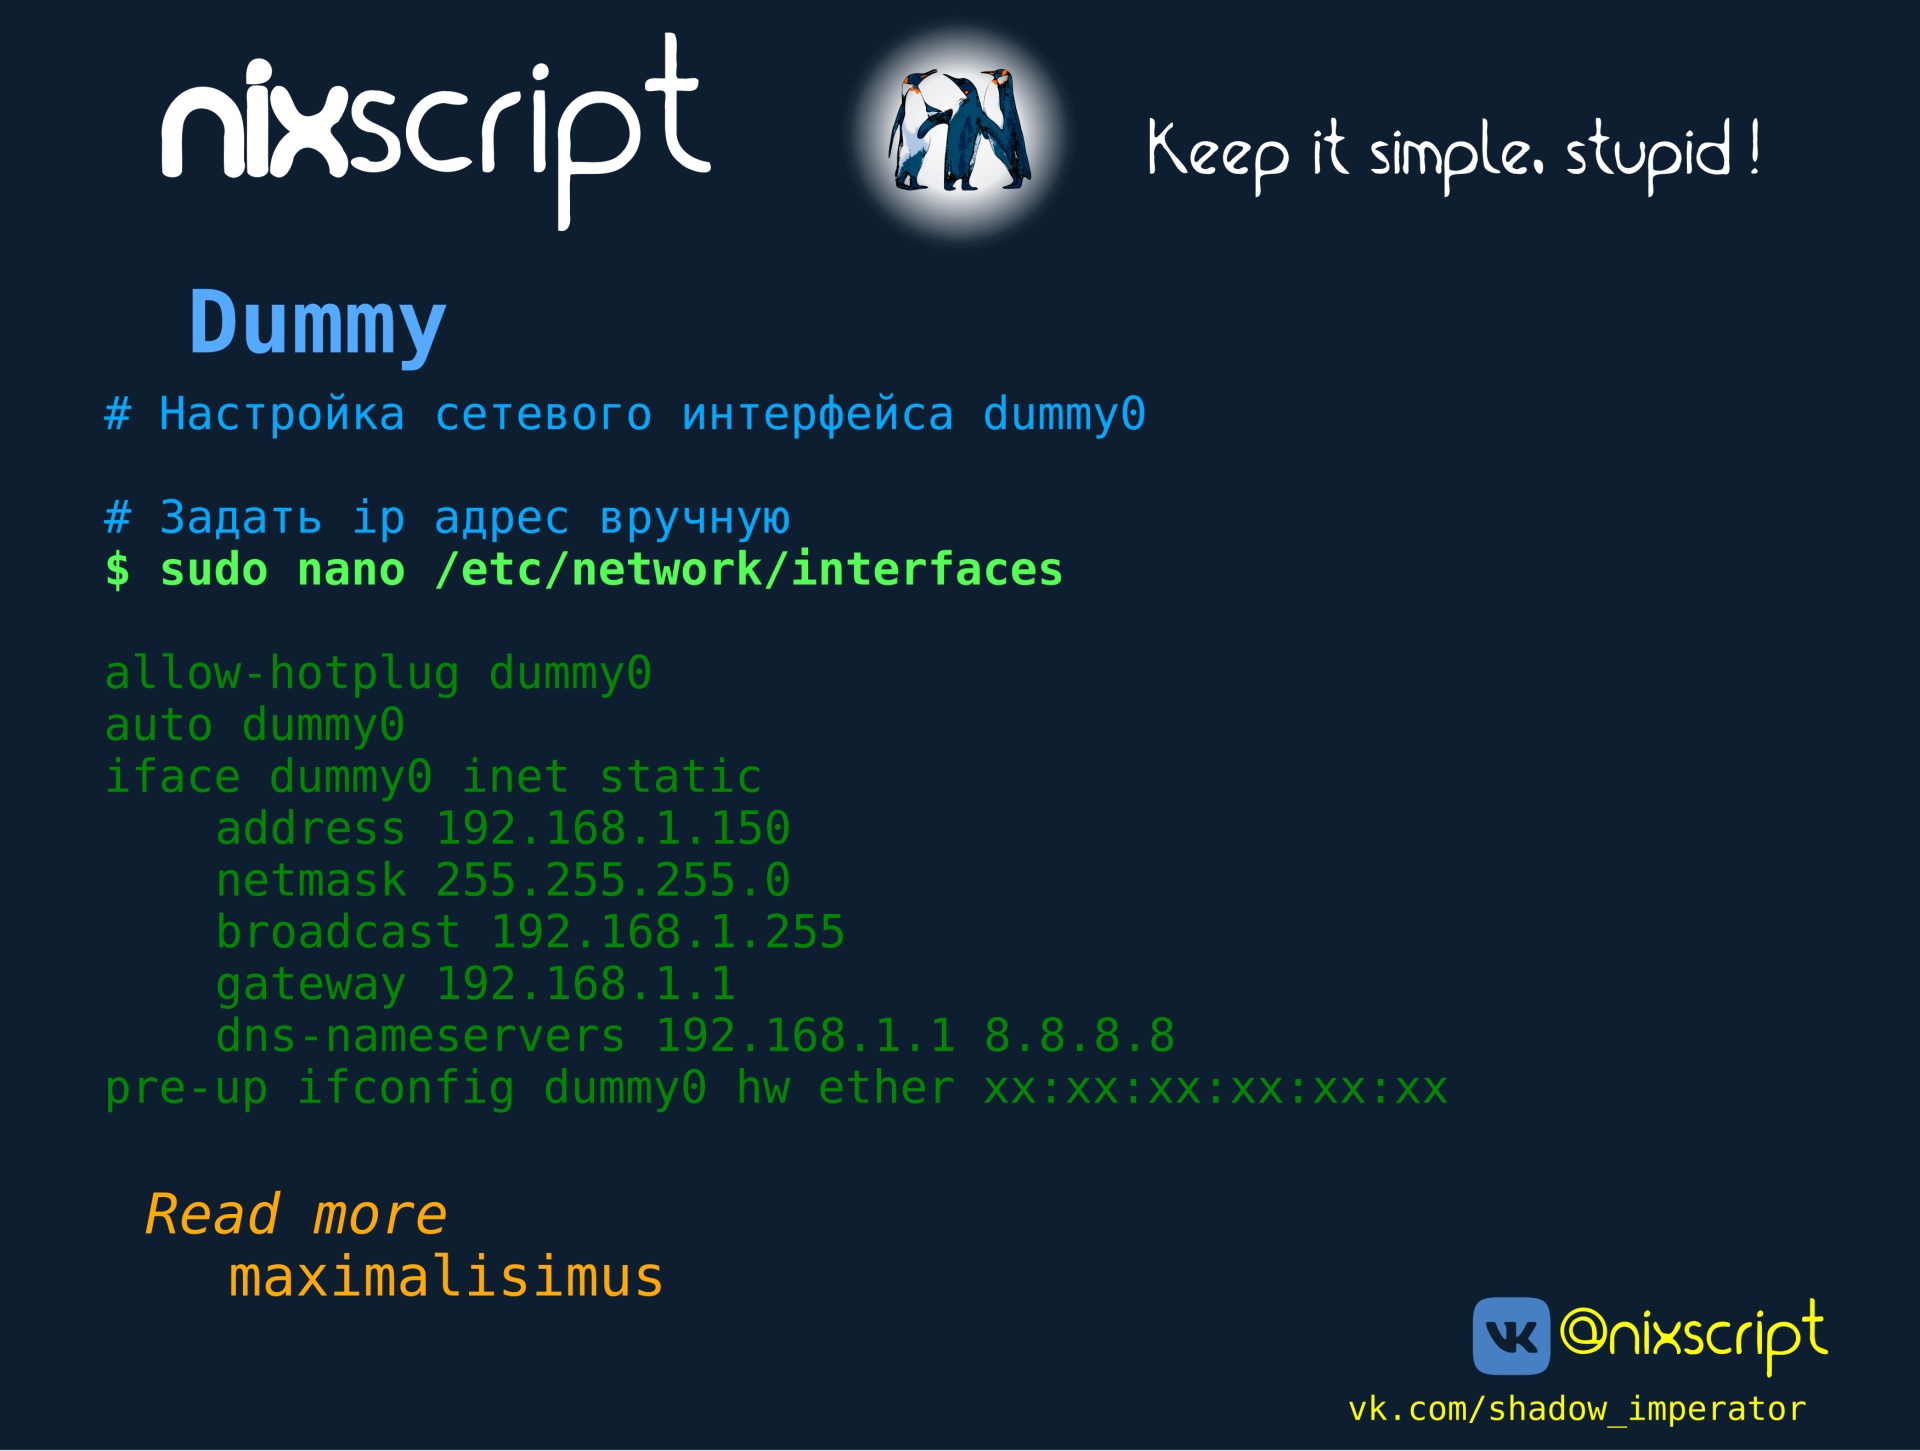 nixscript
Keep it simple, stupid !
Dummy
# Настройка сетевого интерфейса dummy0
# Задать ip адрес вручную
$ sudo nano /etc/network/interfaces
allow-hotplug dummy0
auto dummy0
iface dummy0 inet static
address 192.168.1.150
netmask 255.255.255.0
broadcast 192.168.1.255
gateway 192.168.1.1
dns-nameservers 192.168.1.1 8.8.8.8
pre-up ifconfig dummy0 hw ether xx:xx:xx:xx:xx:xx
Read more
maximalisimus
VK @nixscript
vk.com/shadow_imperator